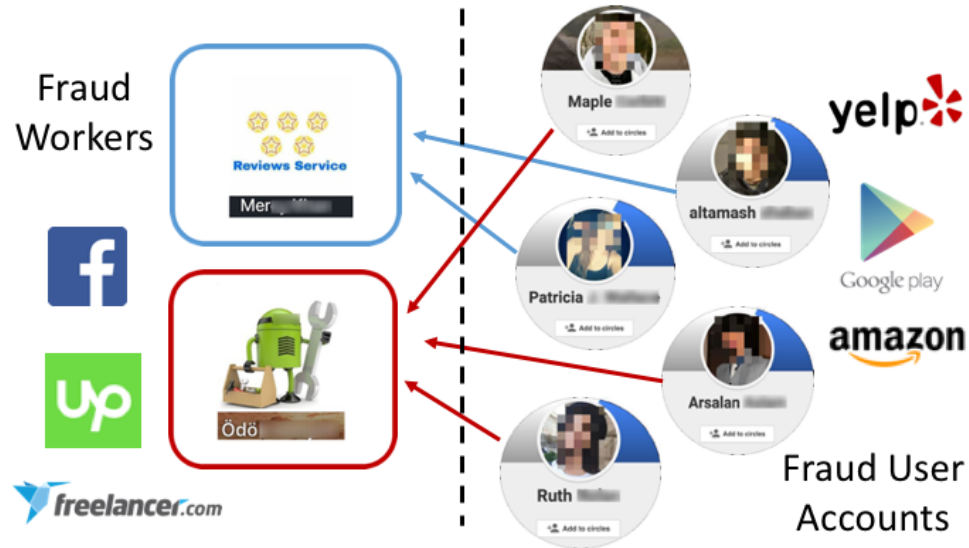 Fraud
Workers
Reviews Service
Mer
Ödö
f
Up
freelancer.com
Maple
Add to circles
altamash
Add to circles
Patricia
Add to circles
Arsalan
Add to circles
Ruth
Add to circles
yelp
Google play
amazon
Fraud User
Accounts